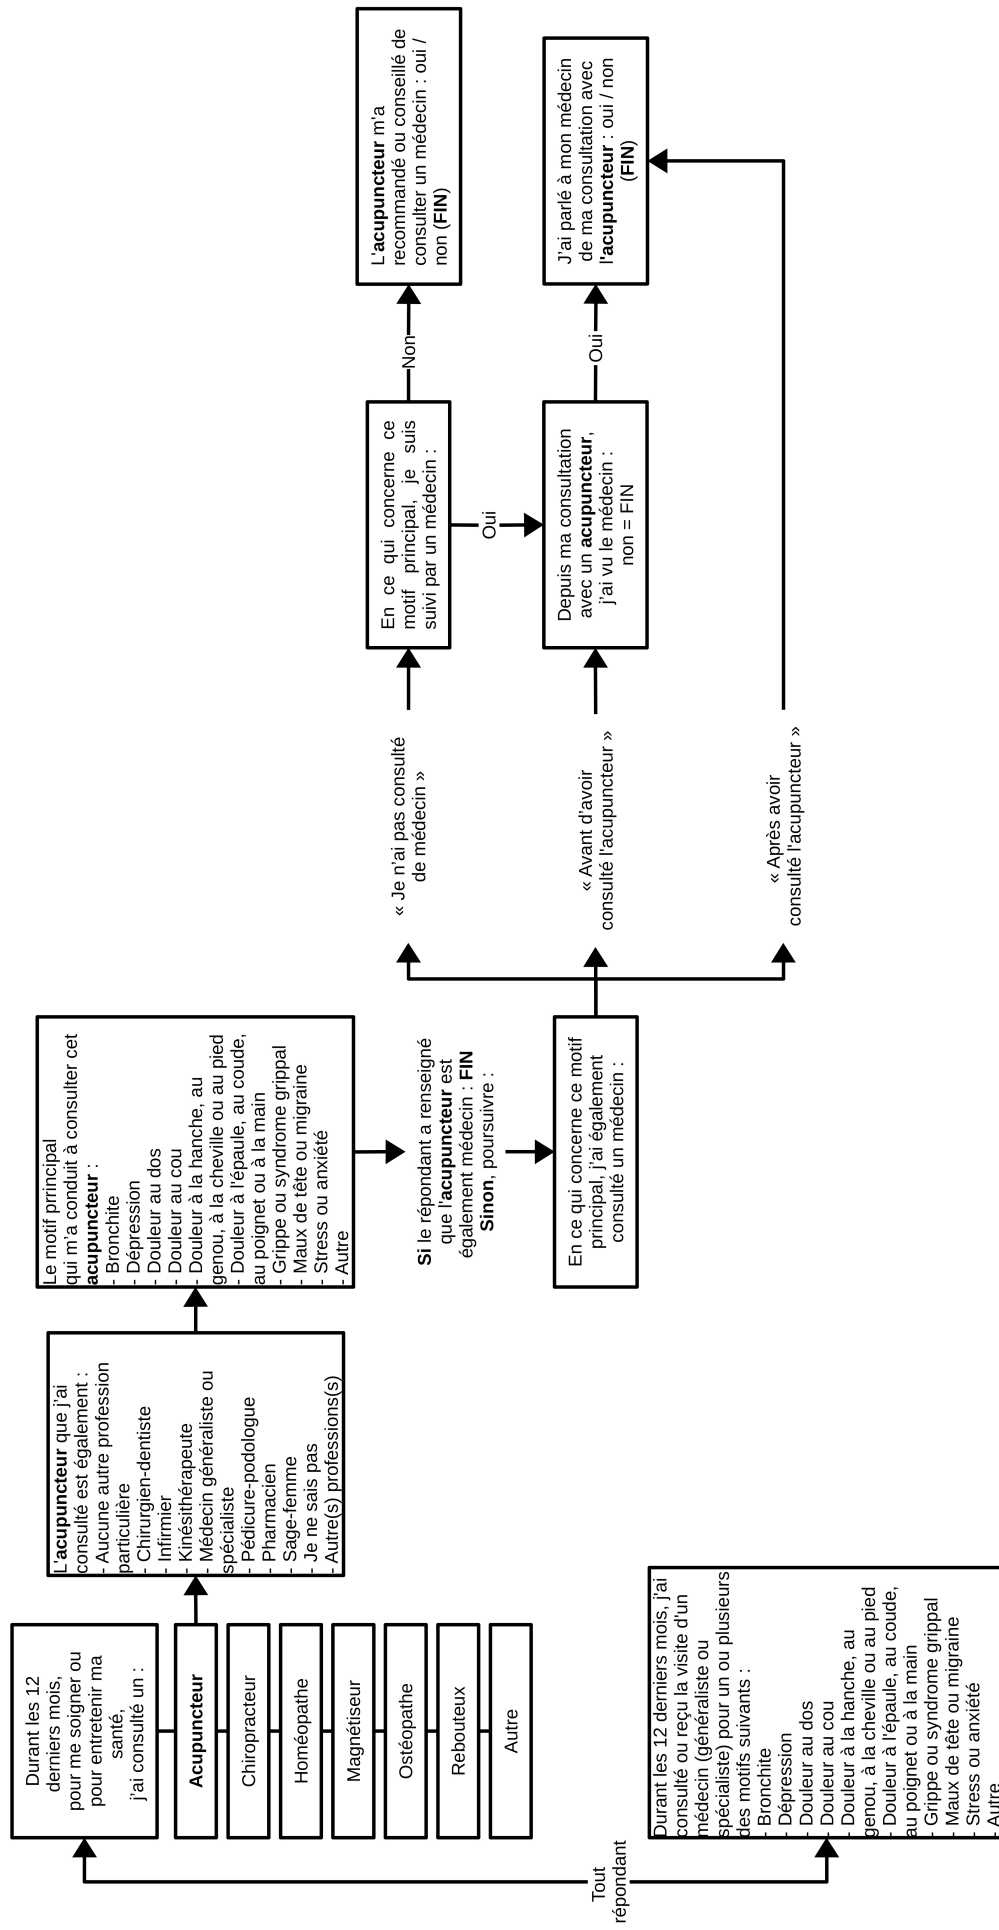 Tout
répondant
Durant les 12
derniers mois,
pour me soigner ou
pour entretenir ma
santé,
j'ai consulté un :
Acupuncteur
Chiropracteur
Homéopathe
Magnétiseur
Ostéopathe
Rebouteux
Autre
L'acupuncteur que j'ai
consulté est également :
- Aucune autre profession
particulière
- Chirurgien-dentiste
- Infirmier
- Kinésithérapeute
- Médecin généraliste ou
spécialiste
- Pédicure-podologue
- Pharmacien
- Sage-femme
- Je ne sais pas
- Autre(s) professions(s)
Le motif prrincipal
qui m'a conduit à consulter cet
acupuncteur :
- Bronchite
- Dépression
- Douleur au dos
- Douleur au cou
- Douleur à la hanche, au
genou, à la cheville ou au pied
- Douleur à l'épaule, au coude,
au poignet ou à la main
- Grippe ou syndrome grippal
- Maux de tête ou migraine
- Stress ou anxiété
- Autre
Si le répondant a renseigné
que l'acupuncteur est
également médecin : FIN
Sinon, poursuivre :
En ce qui concerne ce motif
principal, j'ai également
consulté un médecin :
« Je n'ai pas consulté
de médecin »
« Avant d'avoir
consulté l'acupuncteur »
« Après avoir
consulté l'acupuncteur »
En ce qui concerne ce
motif principal, je suis
suivi par un médecin :
Non
Oui
L'acupuncteur m'a
recommandé ou conseillé de
consulter un médecin : oui /
non (FIN)
Depuis ma consultation
avec un acupuncteur,
j'ai vu le médecin :
non = FIN
Oui
J'ai parlé à mon médecin
de ma consultation avec
l'acupuncteur : oui / non
(FIN)
Durant les 12 derniers mois, j'ai
consulté ou reçu la visite d'un
médecin (généraliste ou
spécialiste) pour un ou plusieurs
des motifs suivants :
- Bronchite
- Dépression
- Douleur au dos
- Douleur au cou
- Douleur à la hanche, au
genou, à la cheville ou au pied
- Douleur à l'épaule, au coude,
au poignet ou à la main
- Grippe ou syndrome grippal
- Maux de tête ou migraine
- Stress ou anxiété
- Autre